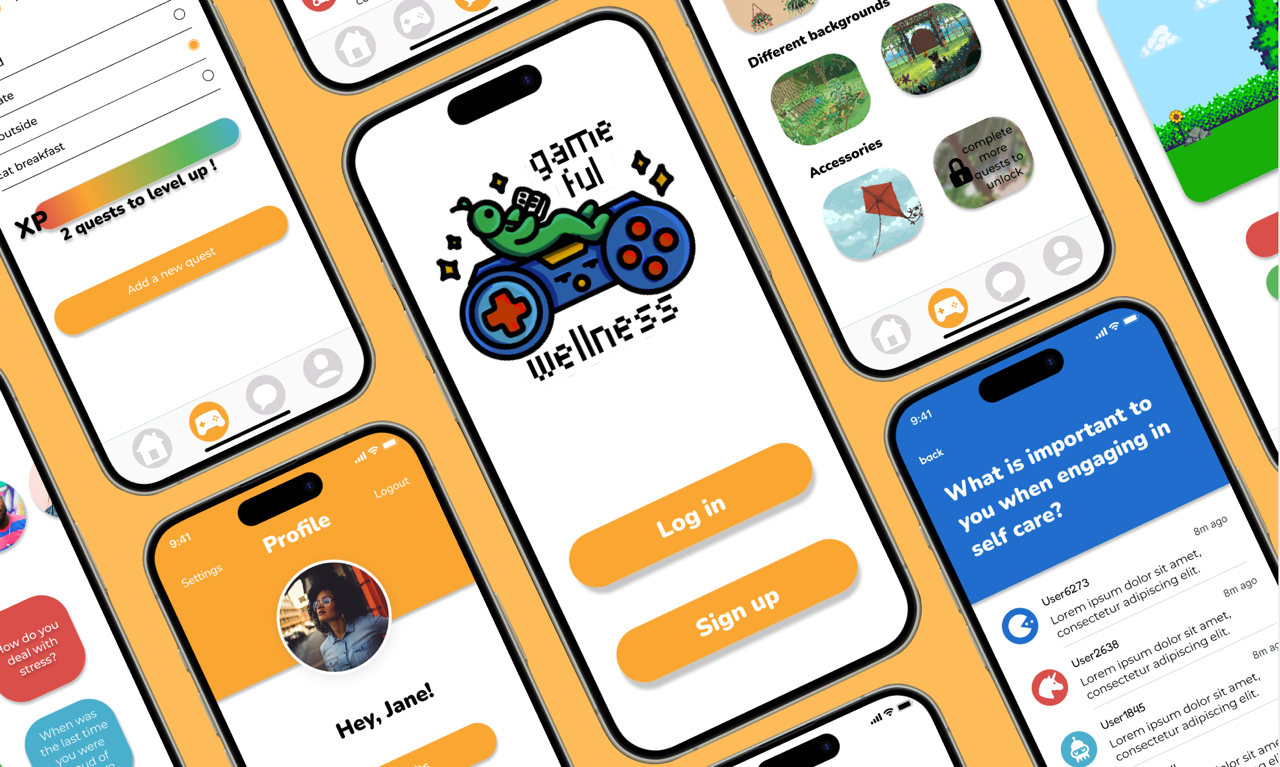 outside
Eat breakfast
XP
2 quests to level up !
Add a new quest
game
ful
wellness
Log in
Sign up
Different backgrounds
Accessories
complete
more
quests to
unlock
9:41
Logout
Profile
Settings
Hey, Jane!
How do you
deal with
stress?
When was
the last time
you were
9:41
back
What is important to
you when engaging in
self care?
8m ago
User6273
Lorem ipsum dolor sit amet,
consectetur adipiscing elit.
8m ago
User2638
Lorem ipsum dolor sit amet,
consectetur adipiscing elit.
8m ago
User1845
Lorem ipsum dolor sit amet,
consectetur adipiscing elit.